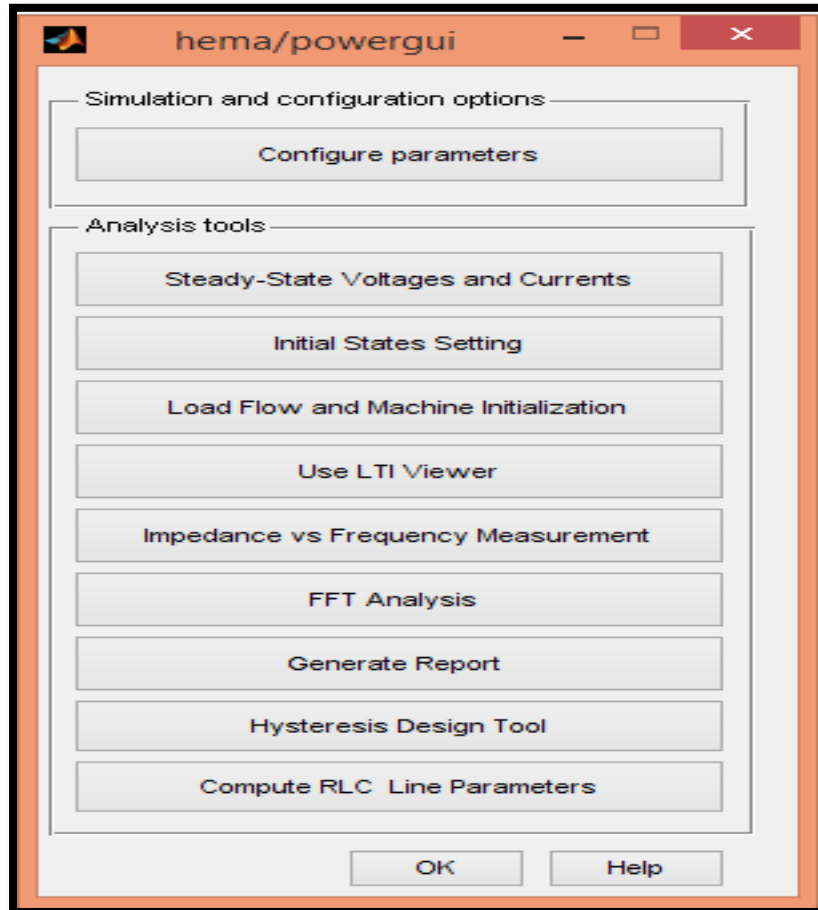 hema/powergui
Simulation and configuration options
Configure parameters
Analysis tools
Steady-State Voltages and Currents
Initial States Setting
Load Flow and Machine Initialization
Use LTI Viewer
Impedance vs Frequency Measurement
FFT Analysis
Generate Report
Hysteresis Design Tool
Compute RLC Line Parameters
OK Help